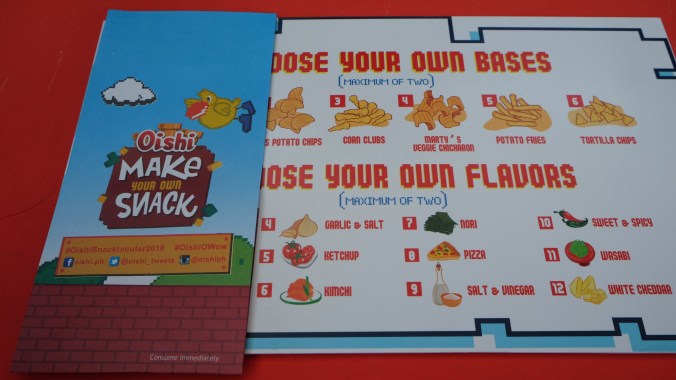 Oishi
MAKE
YOUR OWN
SNACK
#OishiSnacktacular2016 #OishiOWow
oishi.ph @oishi_tweets @oishiph
Consume Immediately
OOSE YOUR OWN BASES
(MAXIMUM OF TWO)
3 4 5 6
S POTATO CHIPS
CORN CLUBS
MARTY'S
VEGGIE CHICHARON
POTATO FRIES
TORTILLA CHIPS
OOSE YOUR OWN FLAVORS
(MAXIMUM OF TWO)
4 GARLIC & SALT
5 KETCHUP
6 KIMCHI
7 NORI
8 PIZZA
9 SALT & VINEGAR
10 SWEET & SPICY
11 WASABI
12 WHITE CHEDDAR